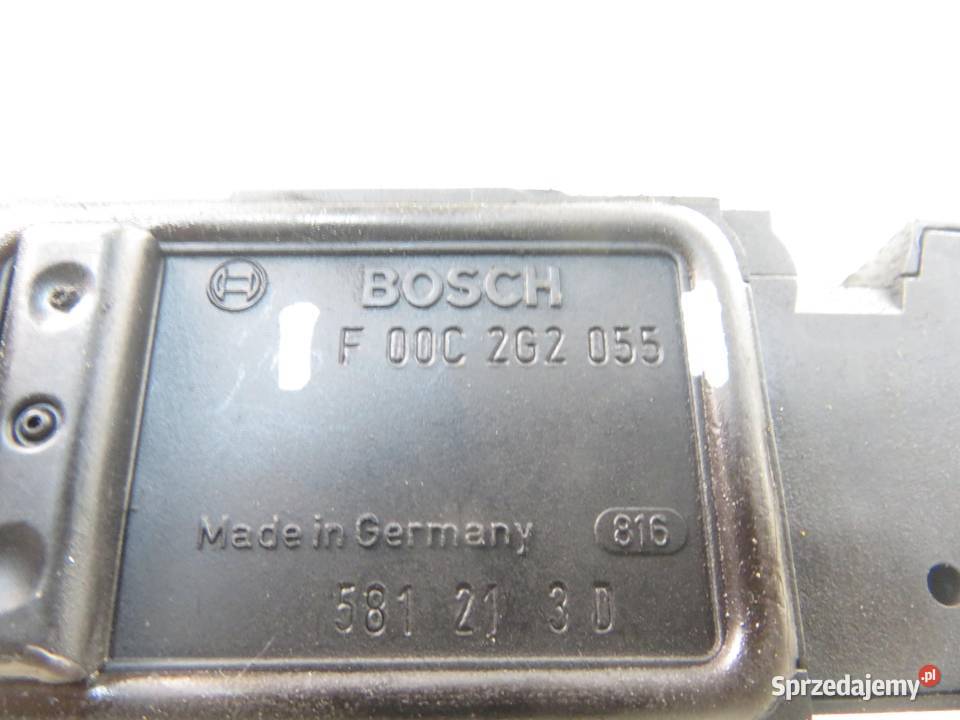 BOSCH
F 00C 2G2 055
Made in Germany 816
581 21 3 D
Sprzedajemy.pl